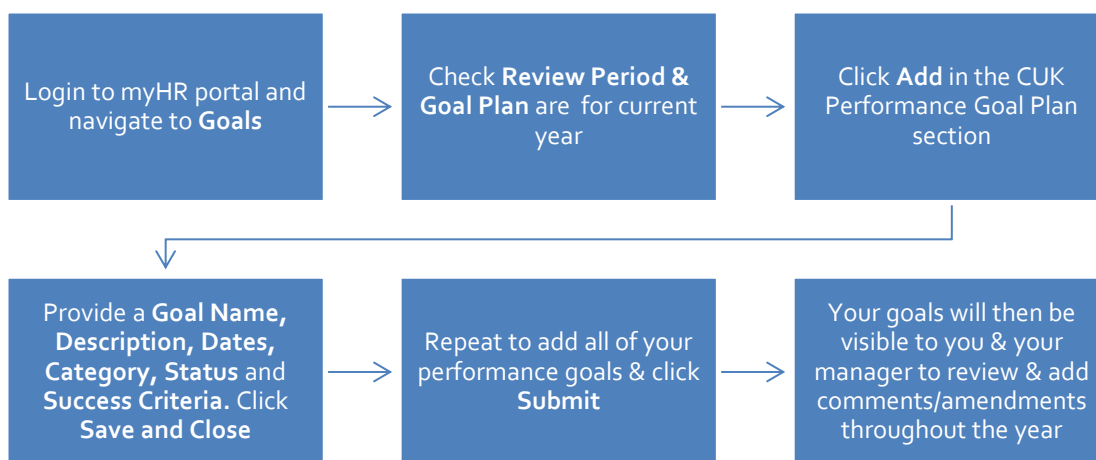 Login to myHR portal and
navigate to Goals
Check Review Period &
Goal Plan are for current
year
Click Add in the CUK
Performance Goal Plan
section
Provide a Goal Name,
Description, Dates,
Category, Status and
Success Criteria. Click
Save and Close
Repeat to add all of your
performance goals & click
Submit
Your goals will then be
visible to you & your
manager to review & add
comments/amendments
throughout the year